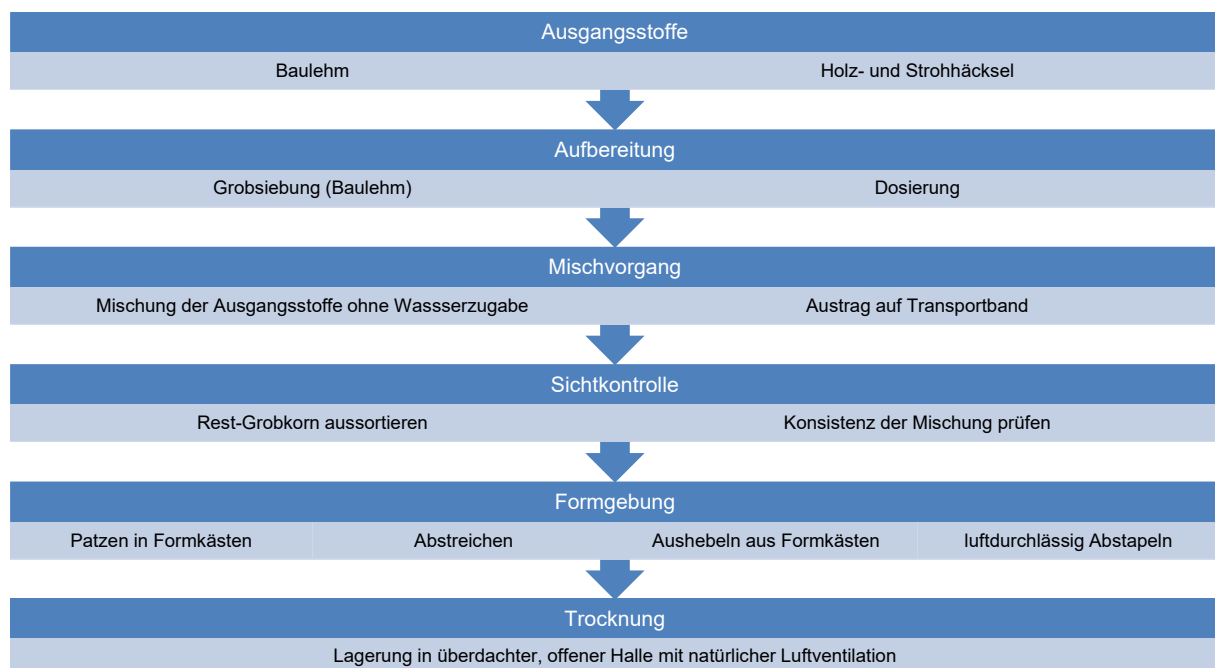 Ausgangsstoffe
Baulehm Holz- und Strohhäcksel
Aufbereitung
Grobsiebung (Baulehm) Dosierung
Mischvorgang
Mischung der Ausgangsstoffe ohne Wassserzugabe Austrag auf Transportband
Sichtkontrolle
Rest-Grobkorn aussortieren Konsistenz der Mischung prüfen
Formgebung
Patzen in Formkästen Abstreichen Aushebeln aus Formkästen luftdurchlässig Abstapeln
Trocknung
Lagerung in überdachter, offener Halle mit natürlicher Luftventilation